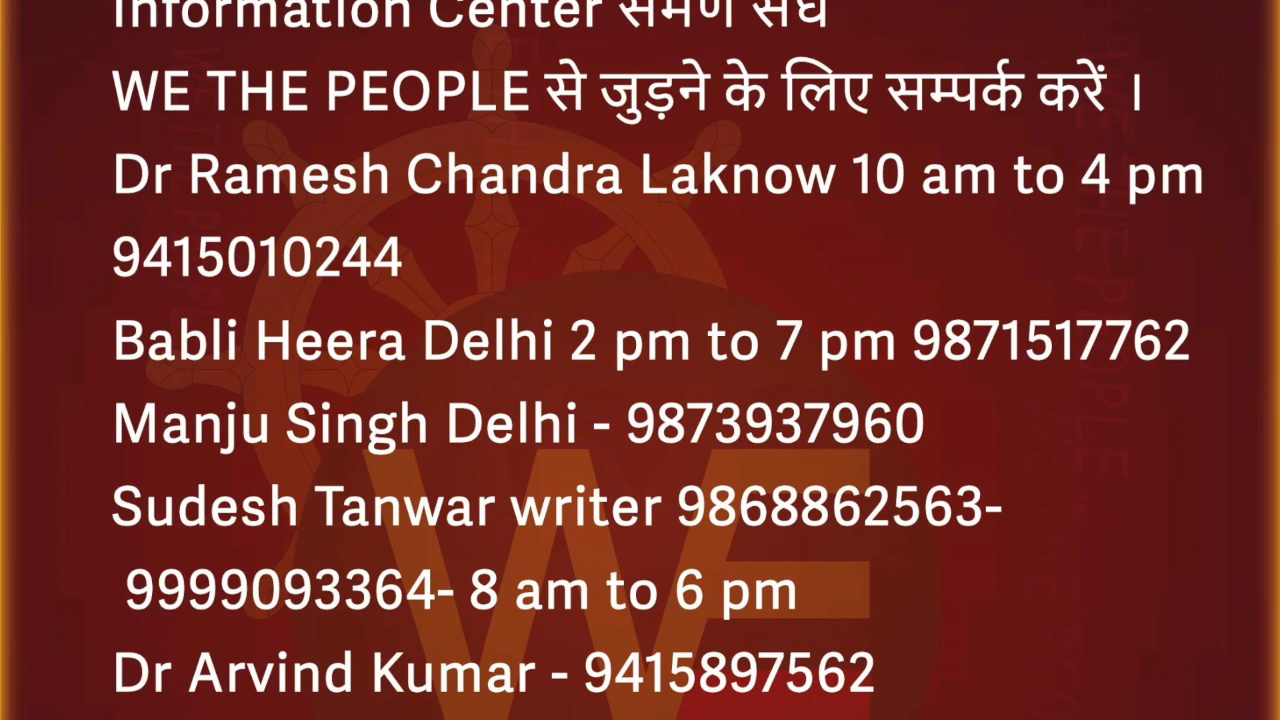 Information Center समण संघ
WE THE PEOPLE से जुड़ने के लिए सम्पर्क करें ।
Dr Ramesh Chandra Laknow 10 am to 4 pm
9415010244
Babli Heera Delhi 2 pm to 7 pm 9871517762
Manju Singh Delhi - 9873937960
Sudesh Tanwar writer 9868862563-
9999093364- 8 am to 6 pm
Dr Arvind Kumar - 9415897562
WE